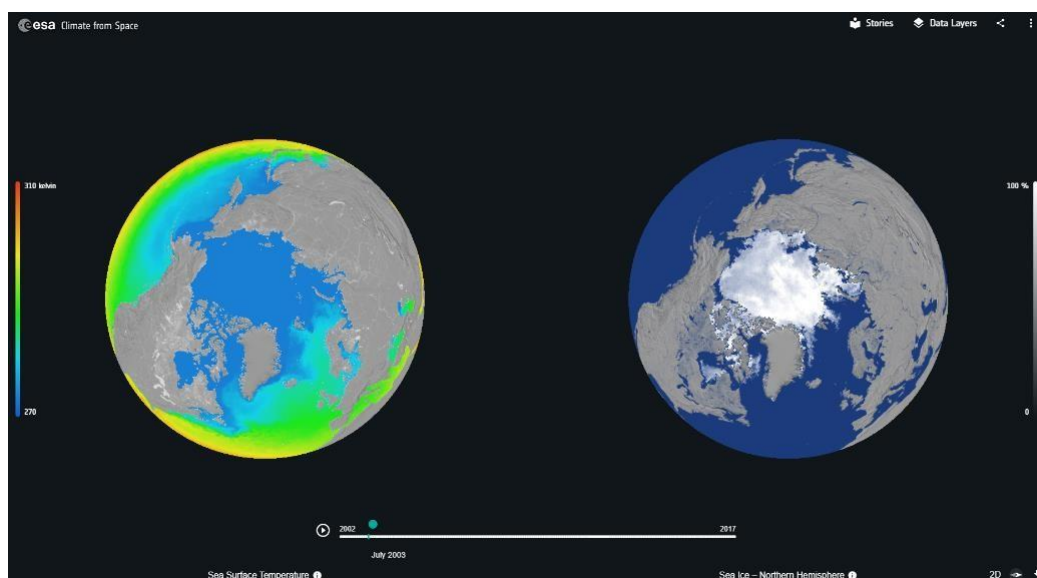 esa Climate from Space
Stories
Data Layers
310 kelvin
270
100 %
0
2002
2017
July 2003
Sea Surface Temperature
Sea Ice – Northern Hemisphere
2D